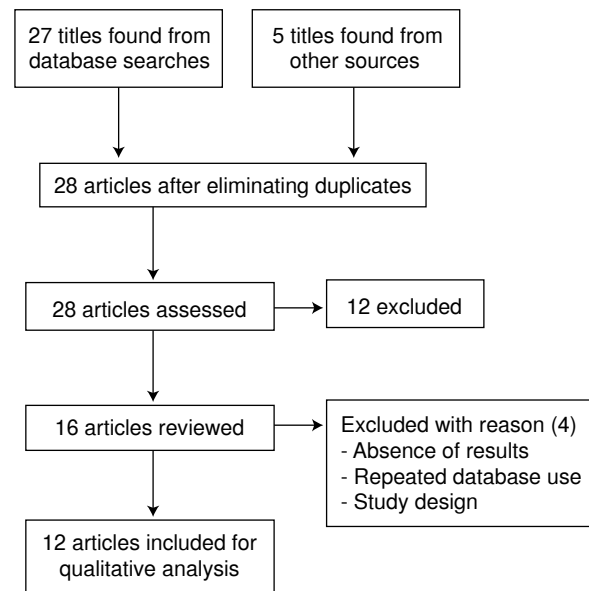 27 titles found from
database searches
5 titles found from
other sources
28 articles after eliminating duplicates
28 articles assessed
12 excluded
16 articles reviewed
Excluded with reason (4)
- Absence of results
- Repeated database use
- Study design
12 articles included for
qualitative analysis